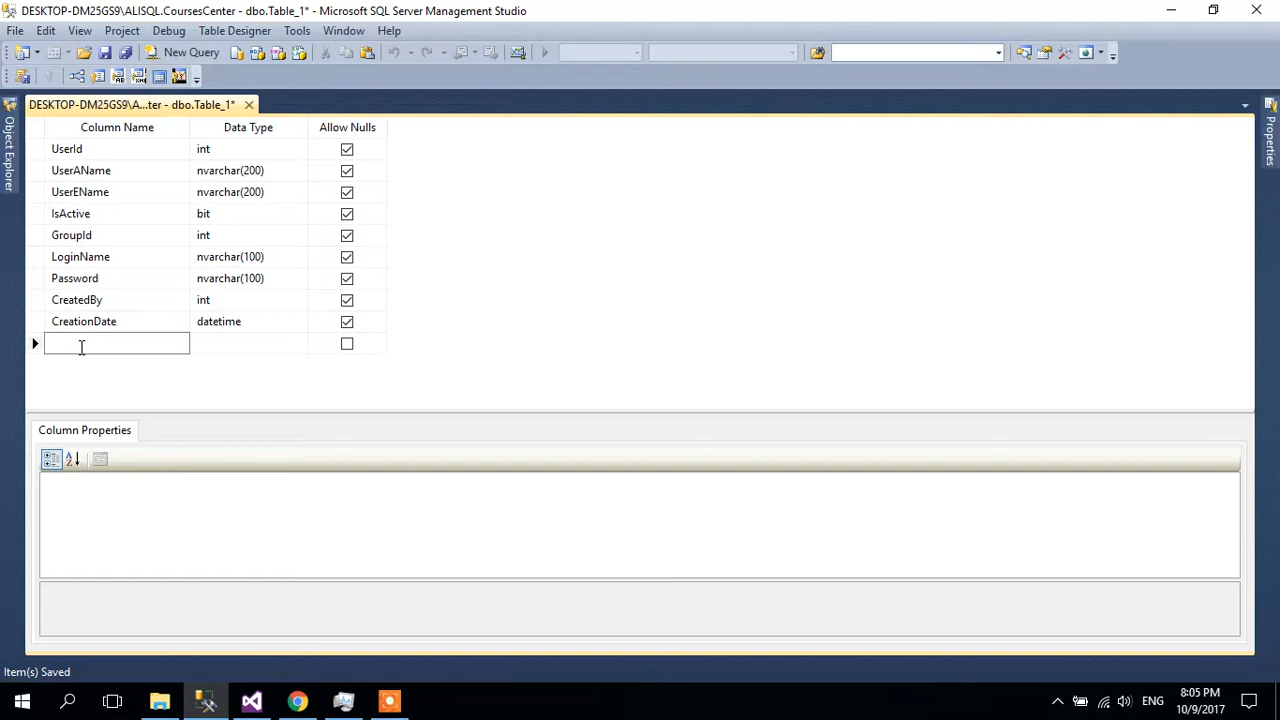 DESKTOP-DM25GS9\ALISQL.CoursesCenter - dbo.Table_1* - Microsoft SQL Server Management Studio
File Edit View Project Debug Table Designer Tools Window Help
New Query
DESKTOP-DM25GS9\A...ter - dbo.Table_1*
Object Explorer
Properties
Column Name Data Type Allow Nulls
UserId int
UserAName nvarchar(200)
UserEName nvarchar(200)
IsActive bit
GroupId int
LoginName nvarchar(100)
Password nvarchar(100)
CreatedBy int
CreationDate datetime
Column Properties
Item(s) Saved
ENG
8:05 PM
10/9/2017